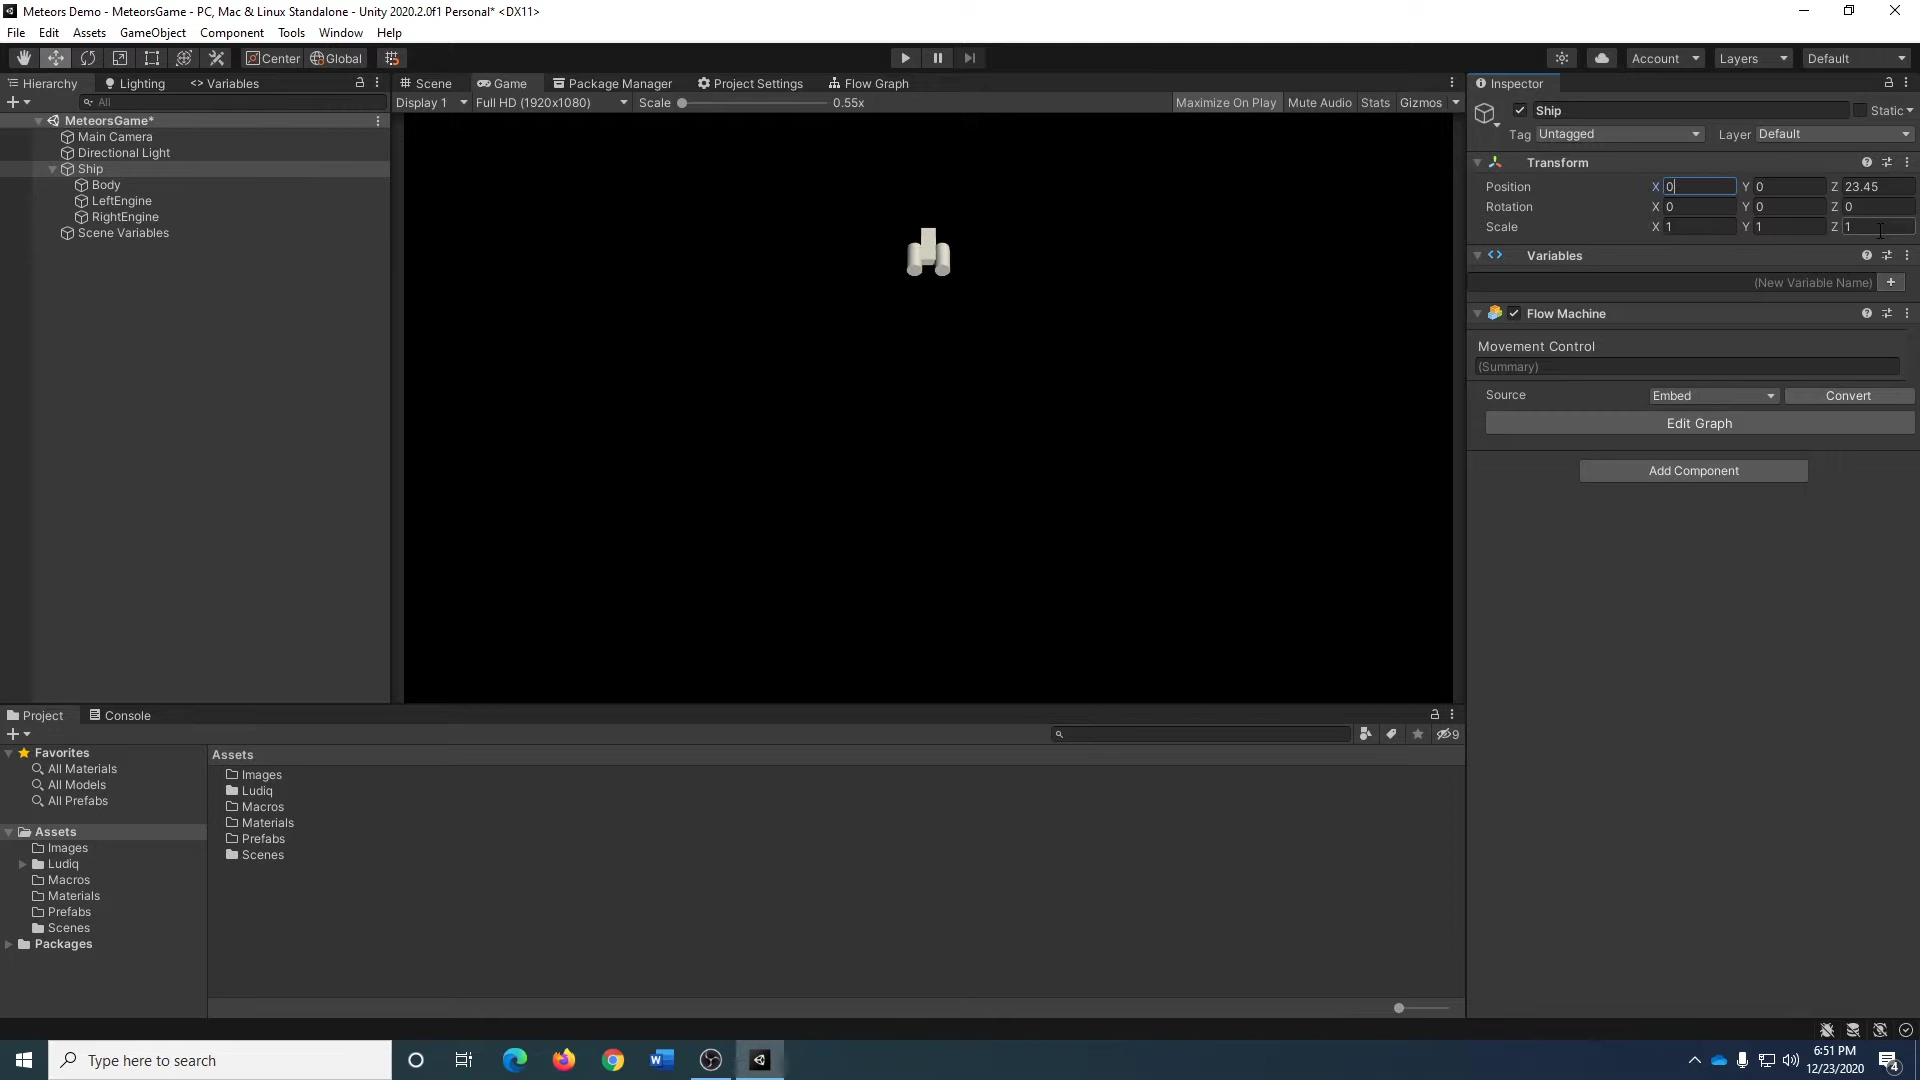 Meteors Demo - MeteorsGame - PC, Mac & Linux Standalone - Unity 2020.2.0f1 Personal* <DX11>
File Edit Assets GameObject Component Tools Window Help
Center Global Account Layers Default
Hierarchy Lighting <> Variables Scene Game Package Manager Project Settings Flow Graph Inspector
All Display 1 Full HD (1920x1080) Scale 0.55x Maximize On Play Mute Audio Stats Gizmos
MeteorsGame*
Main Camera
Directional Light
Ship
Body
LeftEngine
RightEngine
Scene Variables
Ship Static
Tag Untagged Layer Default
Transform
Position X 0 Y 0 Z 23.45
Rotation X 0 Y 0 Z 0
Scale X 1 Y 1 Z 1
Variables
(New Variable Name)
Flow Machine
Movement Control
(Summary)
Source Embed Convert
Edit Graph
Add Component
Project Console
9
Favorites
All Materials
All Models
All Prefabs
Assets
Images
Ludiq
Macros
Materials
Prefabs
Scenes
Packages
Assets
Images
Ludiq
Macros
Materials
Prefabs
Scenes
Type here to search
6:51 PM
12/23/2020
4